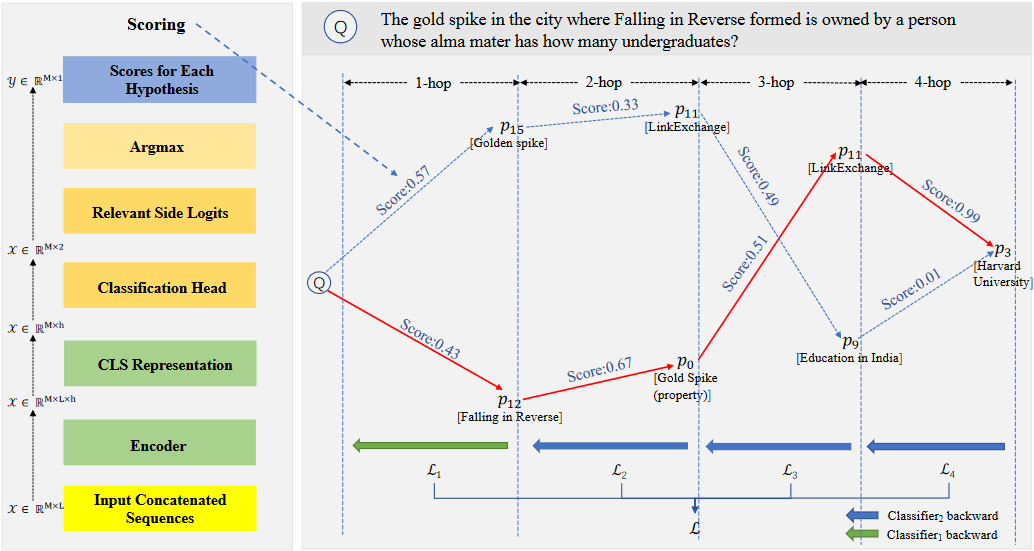 Scoring
𝒴 ∈ ℝ^{M×1}
Scores for Each
Hypothesis
Argmax
Relevant Side Logits
𝒳 ∈ ℝ^{M×2}
Classification Head
𝒳 ∈ ℝ^{M×h}
CLS Representation
𝒳 ∈ ℝ^{M×L×h}
Encoder
𝒳 ∈ ℝ^{M×L}
Input Concatenated
Sequences
Q
The gold spike in the city where Falling in Reverse formed is owned by a person
whose alma mater has how many undergraduates?
1-hop
2-hop
3-hop
4-hop
Q
Score:0.57
p₁₅
[Golden spike]
Score:0.33
p₁₁
[LinkExchange]
Score:0.49
p₉
[Education in India]
Score:0.01
Score:0.43
p₁₂
[Falling in Reverse]
Score:0.67
p₀
[Gold Spike
(property)]
Score:0.51
p₁₁
[LinkExchange]
Score:0.99
p₃
[Harvard
University]
ℒ₁
ℒ₂
ℒ₃
ℒ₄
ℒ
Classifier₂ backward
Classifier₁ backward